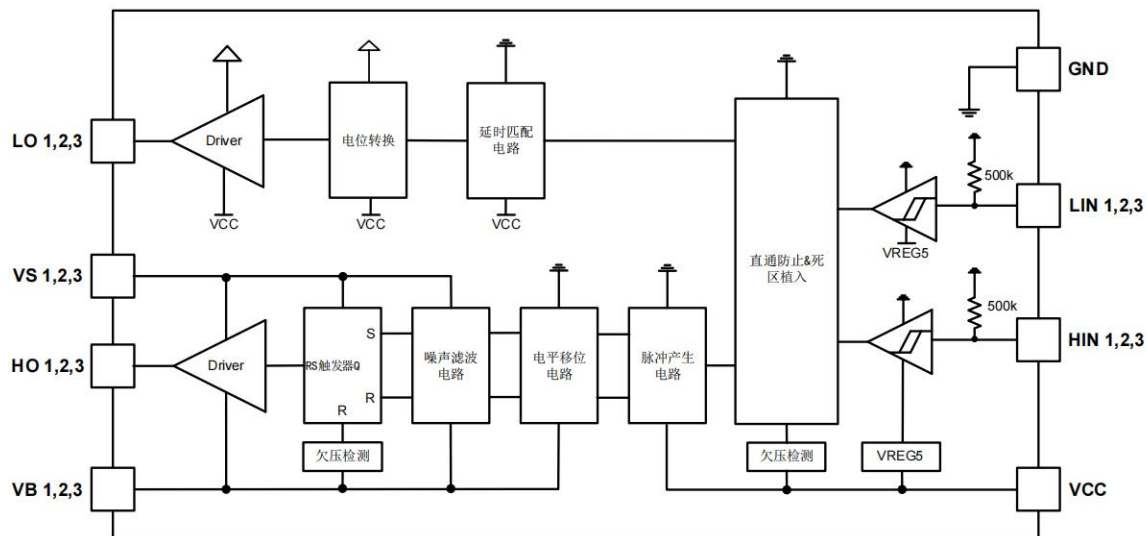 GND
LO 1,2,3
Driver
电位转换
延时匹配
电路
500k
LIN 1,2,3
VCC
VCC
VCC
VREG5
VS 1,2,3
直通防止&死
区植入
500k
HO 1,2,3
Driver
RS触发器Q
S
R
R
噪声滤波
电路
电平移位
电路
脉冲产生
电路
HIN 1,2,3
欠压检测
欠压检测
VREG5
VB 1,2,3
VCC